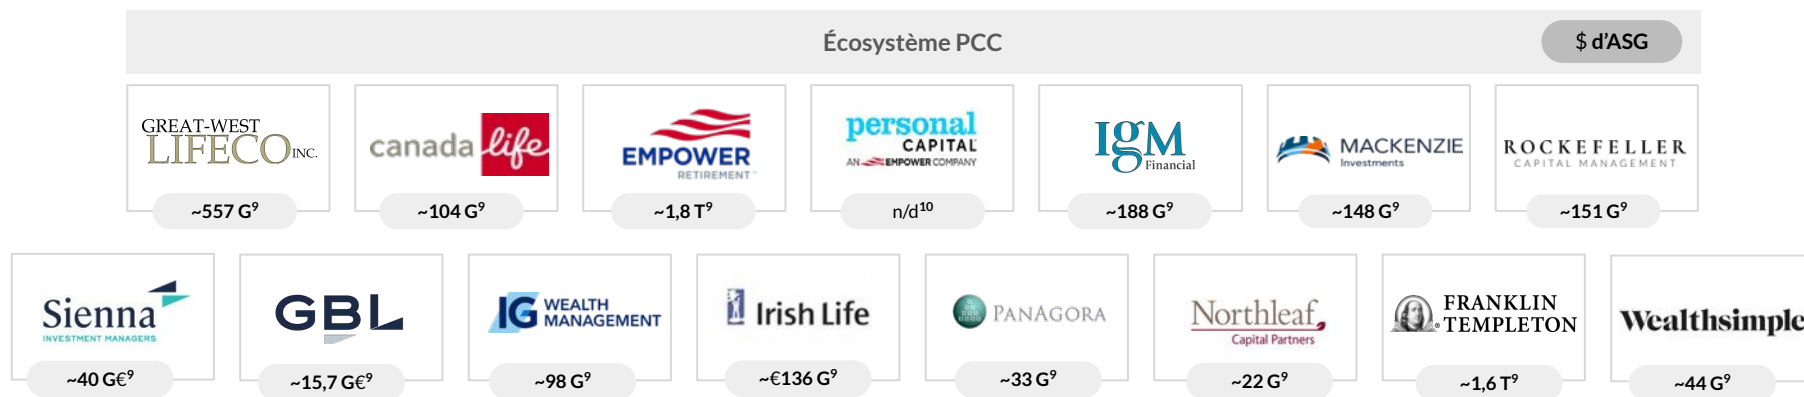 Écosystème PCC
$ d’ASG
GREAT-WEST
LIFECO INC.
canada life
EMPOWER
RETIREMENT™
personal
CAPITAL
AN EMPOWER COMPANY
IGM
Financial
MACKENZIE
Investments
ROCKEFELLER
CAPITAL MANAGEMENT
~557 G⁹
~104 G⁹
~1,8 T⁹
n/d¹⁰
~188 G⁹
~148 G⁹
~151 G⁹
Sienna
INVESTMENT MANAGERS
GBL
IG WEALTH
MANAGEMENT
Irish Life
PANAGORA
Northleaf
Capital Partners
FRANKLIN
TEMPLETON
Wealthsimple
~40 G€⁹
~15,7 G€⁹
~98 G⁹
~€136 G⁹
~33 G⁹
~22 G⁹
~1,6 T⁹
~44 G⁹